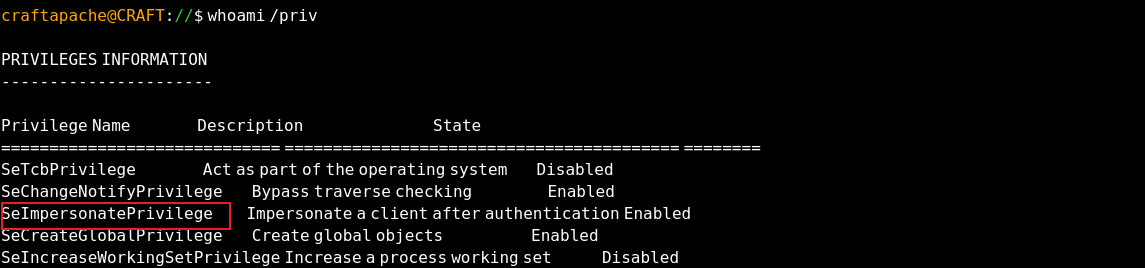 craftapache@CRAFT://$ whoami /priv
PRIVILEGES INFORMATION
----------------------
Privilege Name Description State
============================= ========================================= ========
SeTcbPrivilege Act as part of the operating system Disabled
SeChangeNotifyPrivilege Bypass traverse checking Enabled
SeImpersonatePrivilege Impersonate a client after authentication Enabled
SeCreateGlobalPrivilege Create global objects Enabled
SeIncreaseWorkingSetPrivilege Increase a process working set Disabled